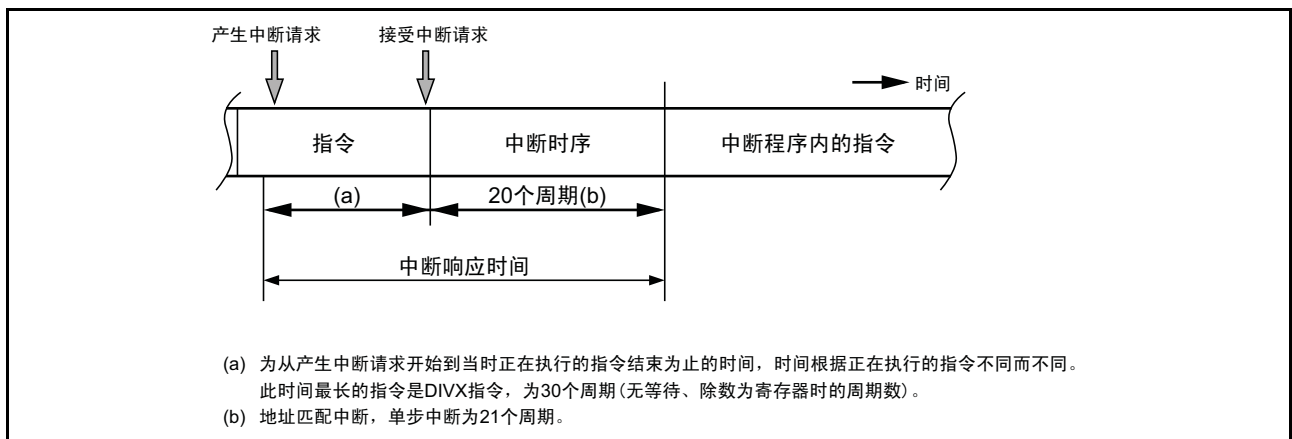 产生中断请求
接受中断请求
时间
指令
中断时序
中断程序内的指令
(a)
20个周期(b)
中断响应时间
(a) 为从产生中断请求开始到当时正在执行的指令结束为止的时间，时间根据正在执行的指令不同而不同。
此时间最长的指令是DIVX指令，为30个周期(无等待、除数为寄存器时的周期数)。
(b) 地址匹配中断，单步中断为21个周期。